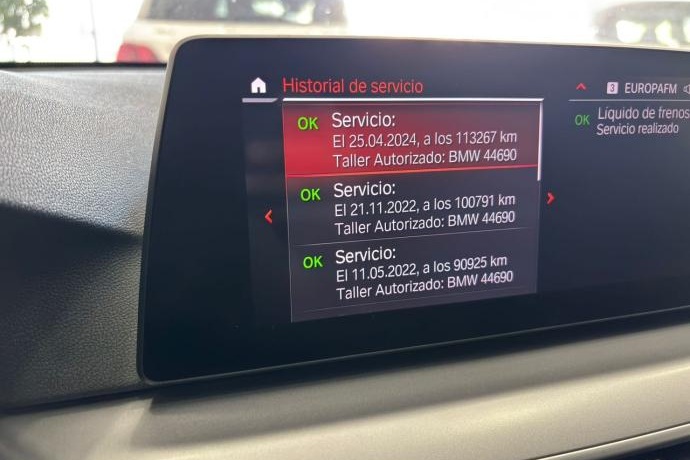 Historial de servicio
3 EUROPAFM
OK Servicio:
El 25.04.2024, a los 113267 km
Taller Autorizado: BMW 44690
OK Servicio:
El 21.11.2022, a los 100791 km
Taller Autorizado: BMW 44690
OK Servicio:
El 11.05.2022, a los 90925 km
Taller Autorizado: BMW 44690
OK Líquido de frenos
Servicio realizado